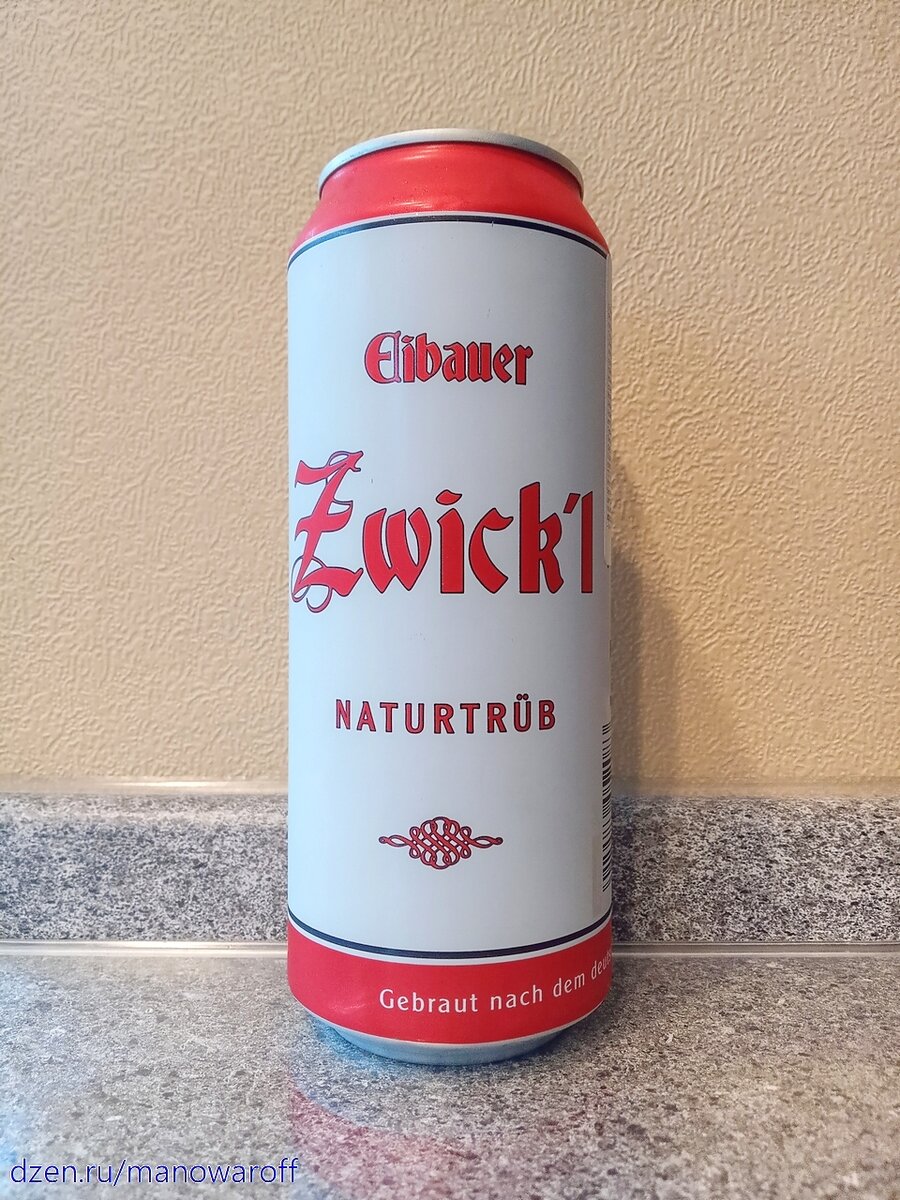 Eibauer
Zwick'l
NATURTRÜB
Gebraut nach dem
dzen.ru/manowaroff